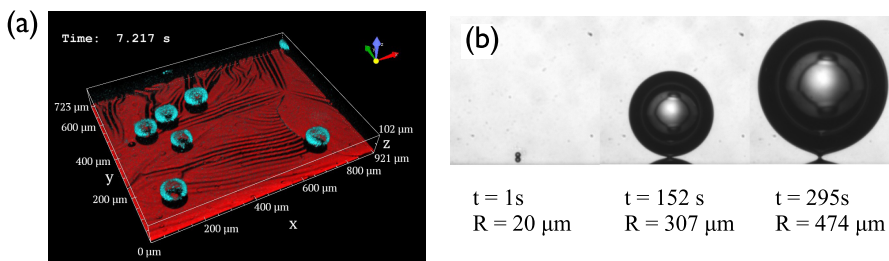 (a)
Time: 7.217 s
723 µm
600 µm
400 µm
200 µm
0 µm
y
x
z
200 µm
400 µm
600 µm
800 µm
921 µm
102 µm
(b)
t = 1s
R = 20 µm
t = 152 s
R = 307 µm
t = 295s
R = 474 µm